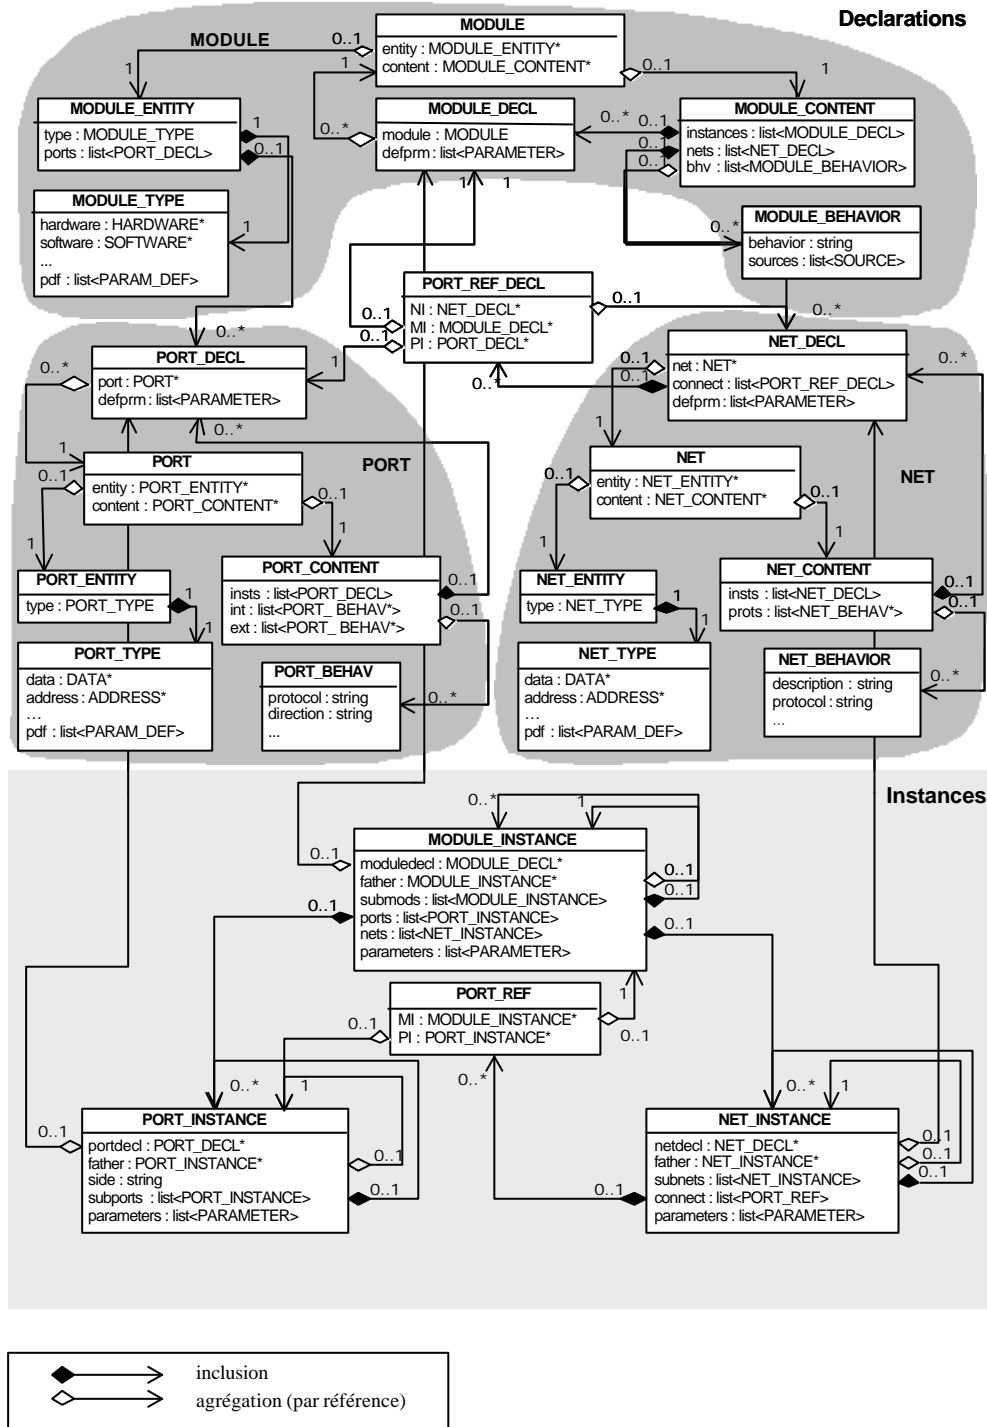 Declarations
MODULE
MODULE
entity : MODULE_ENTITY*
content : MODULE_CONTENT*
0..1
0..1
1
1
1
MODULE_ENTITY
type : MODULE_TYPE
ports : list<PORT_DECL>
1
0..1
MODULE_DECL
module : MODULE
defprm : list<PARAMETER>
0..*
0..*
1
1
MODULE_CONTENT
instances : list<MODULE_DECL>
nets : list<NET_DECL>
bhv : list<MODULE_BEHAVIOR>
0..1
0..1
0..1
MODULE_TYPE
hardware : HARDWARE*
software : SOFTWARE*
...
pdf : list<PARAM_DEF>
1
MODULE_BEHAVIOR
behavior : string
sources : list<SOURCE>
0..*
PORT_REF_DECL
NI : NET_DECL*
MI : MODULE_DECL*
PI : PORT_DECL*
0..1
0..1
0..1
0..*
0..*
PORT_DECL
port : PORT*
defprm : list<PARAMETER>
0..*
1
0..*
NET_DECL
net : NET*
connect : list<PORT_REF_DECL>
defprm : list<PARAMETER>
0..1
0..1
0..*
0..*
PORT
PORT
entity : PORT_ENTITY*
content : PORT_CONTENT*
1
0..1
0..1
1
1
NET
NET
entity : NET_ENTITY*
content : NET_CONTENT*
1
0..1
0..1
1
1
PORT_ENTITY
type : PORT_TYPE
1
1
PORT_CONTENT
insts : list<PORT_DECL>
int : list<PORT_ BEHAV*>
ext : list<PORT_ BEHAV*>
0..1
0..1
NET_ENTITY
type : NET_TYPE
1
1
NET_CONTENT
insts : list<NET_DECL>
prots : list<NET_BEHAV*>
0..1
0..1
PORT_TYPE
data : DATA*
address : ADDRESS*
…
pdf : list<PARAM_DEF>
PORT_BEHAV
protocol : string
direction : string
...
0..*
NET_TYPE
data : DATA*
address : ADDRESS*
…
pdf : list<PARAM_DEF>
NET_BEHAVIOR
description : string
protocol : string
...
0..*
Instances
0..*
1
MODULE_INSTANCE
moduledecl : MODULE_DECL*
father : MODULE_INSTANCE*
submods : list<MODULE_INSTANCE>
ports : list<PORT_INSTANCE>
nets : list<NET_INSTANCE>
parameters : list<PARAMETER>
0..1
0..1
0..1
0..1
0..1
PORT_REF
MI : MODULE_INSTANCE*
PI : PORT_INSTANCE*
1
0..1
0..1
0..*
0..*
1
0..*
1
PORT_INSTANCE
portdecl : PORT_DECL*
father : PORT_INSTANCE*
side : string
subports : list<PORT_INSTANCE>
parameters : list<PARAMETER>
0..1
0..1
0..1
NET_INSTANCE
netdecl : NET_DECL*
father : NET_INSTANCE*
subnets : list<NET_INSTANCE>
connect : list<PORT_REF>
parameters : list<PARAMETER>
0..1
0..1
0..1
0..1
inclusion
agrégation (par référence)